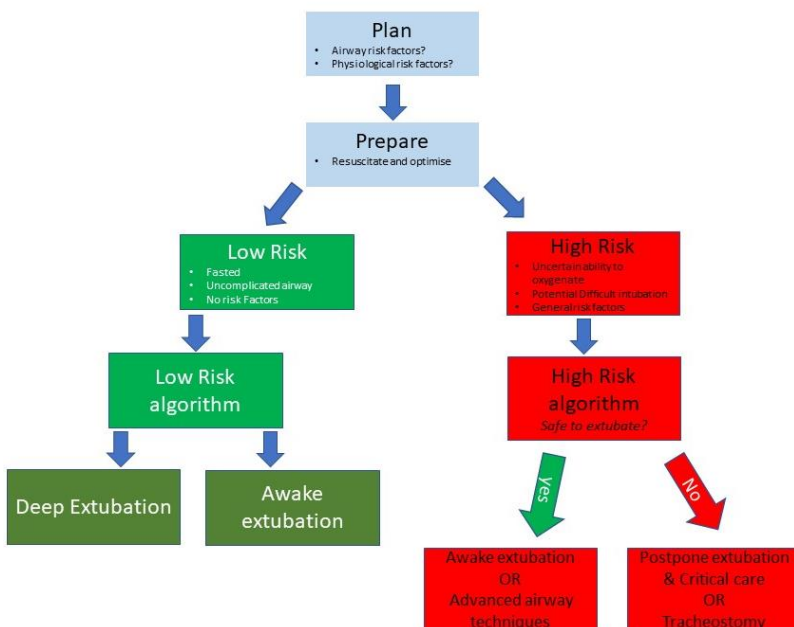 Plan
• Airway risk factors?
• Physiological risk factors?
Prepare
• Resuscitate and optimise
Low Risk
• Fasted
• Uncomplicated airway
• No risk Factors
High Risk
• Uncertain ability to
oxygenate
• Potential Difficult intubation
• General risk factors
Low Risk
algorithm
High Risk
algorithm
Safe to extubate?
Deep Extubation
Awake
extubation
yes
No
Awake extubation
OR
Advanced airway
techniques
Postpone extubation
& Critical care
OR
Tracheostomy